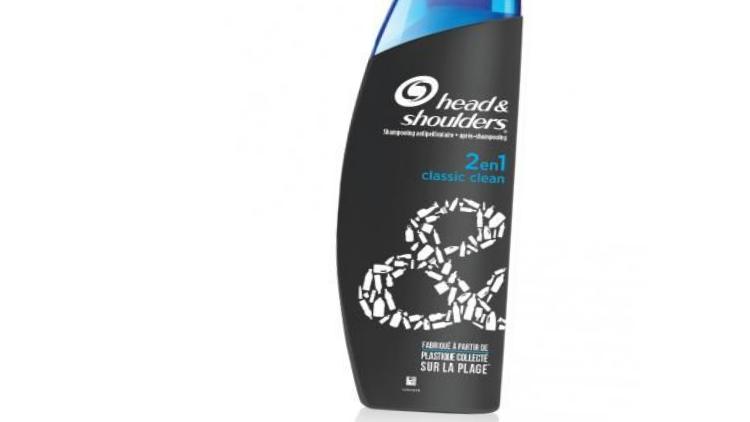 head &
shoulders
Shampooing antipelliculaire + après-shampooing
2en1
classic clean
&
FABRIQUÉ À PARTIR DE
PLASTIQUE COLLECTÉ
SUR LA PLAGE